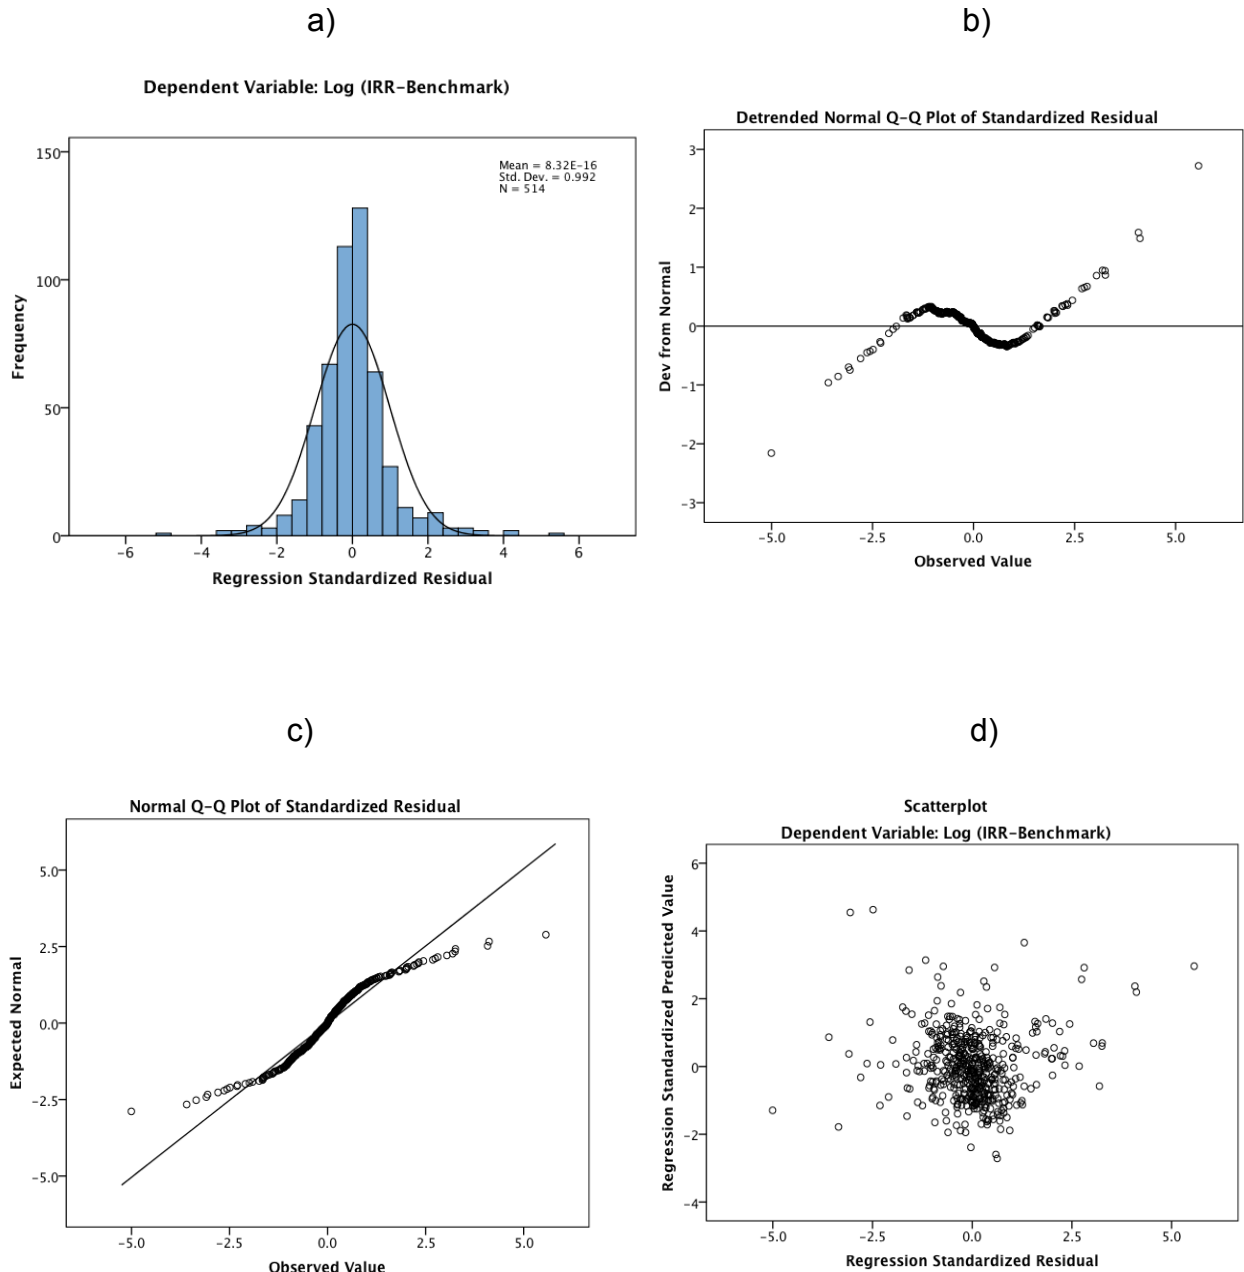 a)
Dependent Variable: Log (IRR-Benchmark)
150
100
50
0
Frequency
Mean = 8.32E-16
Std. Dev. = 0.992
N = 514
-6
-4
-2
0
2
4
6
Regression Standardized Residual
b)
Detrended Normal Q-Q Plot of Standardized Residual
3
2
1
0
-1
-2
-3
Dev from Normal
-5.0
-2.5
0.0
2.5
5.0
Observed Value
c)
Normal Q-Q Plot of Standardized Residual
5.0
2.5
0.0
-2.5
-5.0
Expected Normal
-5.0
-2.5
0.0
2.5
5.0
Observed Value
d)
Scatterplot
Dependent Variable: Log (IRR-Benchmark)
6
4
2
0
-2
-4
Regression Standardized Predicted Value
-5.0
-2.5
0.0
2.5
5.0
Regression Standardized Residual